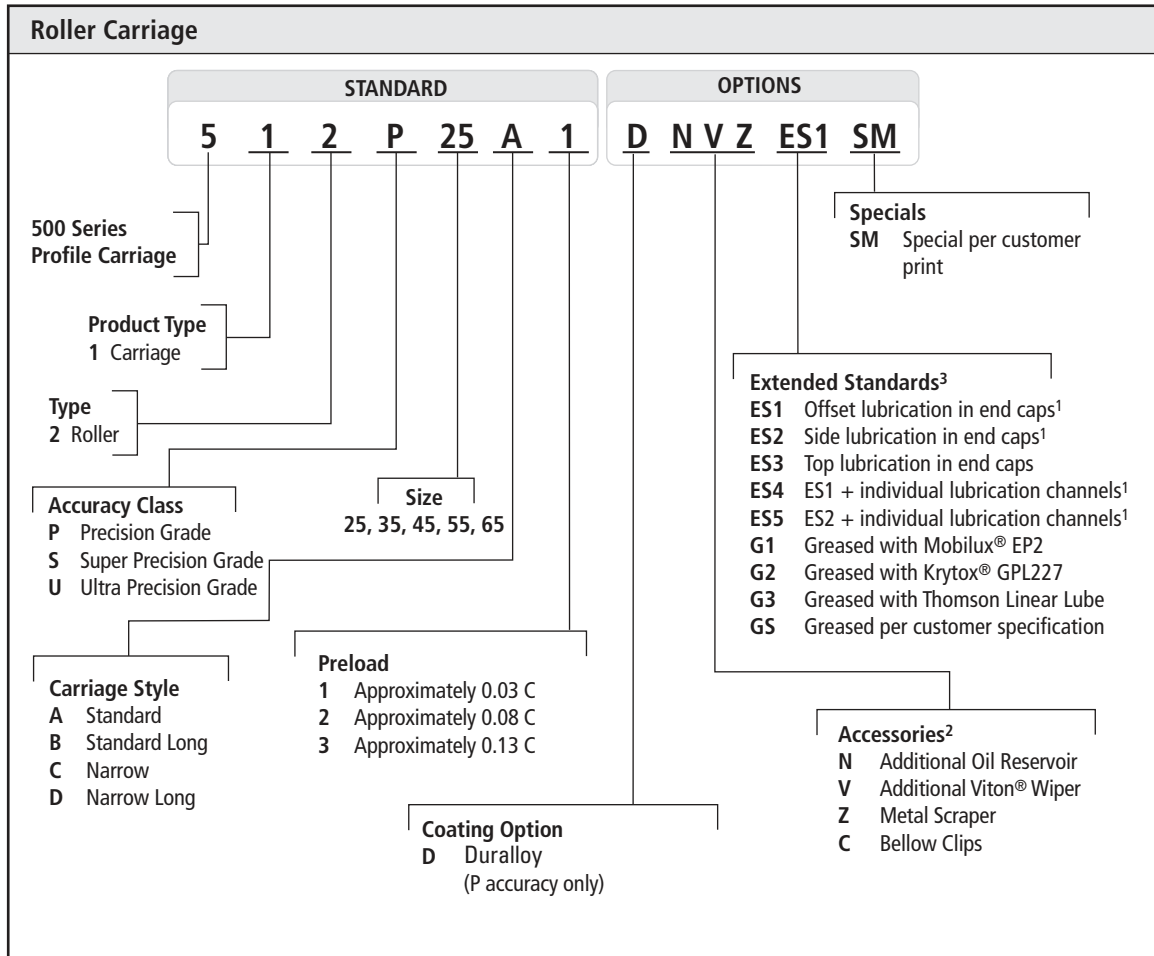 Roller Carriage
STANDARD
OPTIONS
5 1 2 P 25 A 1 D N V Z ES1 SM
500 Series
Profile Carriage
Product Type
1 Carriage
Type
2 Roller
Accuracy Class
P Precision Grade
S Super Precision Grade
U Ultra Precision Grade
Size
25, 35, 45, 55, 65
Carriage Style
A Standard
B Standard Long
C Narrow
D Narrow Long
Preload
1 Approximately 0.03 C
2 Approximately 0.08 C
3 Approximately 0.13 C
Coating Option
D Duralloy
(P accuracy only)
Specials
SM Special per customer
print
Extended Standards³
ES1 Offset lubrication in end caps¹
ES2 Side lubrication in end caps¹
ES3 Top lubrication in end caps
ES4 ES1 + individual lubrication channels¹
ES5 ES2 + individual lubrication channels¹
G1 Greased with Mobilux® EP2
G2 Greased with Krytox® GPL227
G3 Greased with Thomson Linear Lube
GS Greased per customer specification
Accessories²
N Additional Oil Reservoir
V Additional Viton® Wiper
Z Metal Scraper
C Bellow Clips